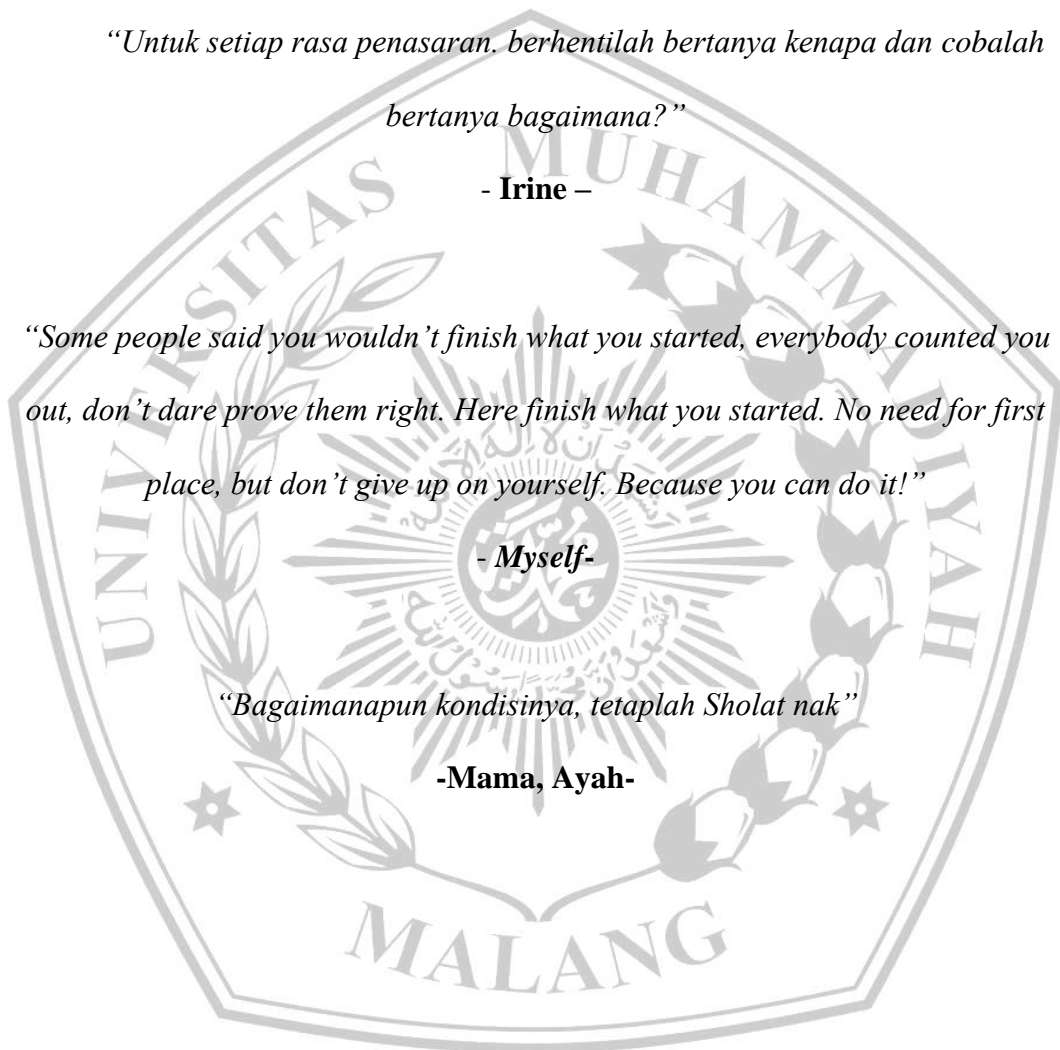 “Untuk setiap rasa penasaran. berhentilah bertanya kenapa dan cobalah
bertanya bagaimana?”
- Irine –
“Some people said you wouldn’t finish what you started, everybody counted you
out, don’t dare prove them right. Here finish what you started. No need for first
place, but don’t give up on yourself. Because you can do it!”
- Myself-
“Bagaimanapun kondisinya, tetaplah Sholat nak”
-Mama, Ayah-
UNIVERSITAS MUHAMMADIYAH
MALANG